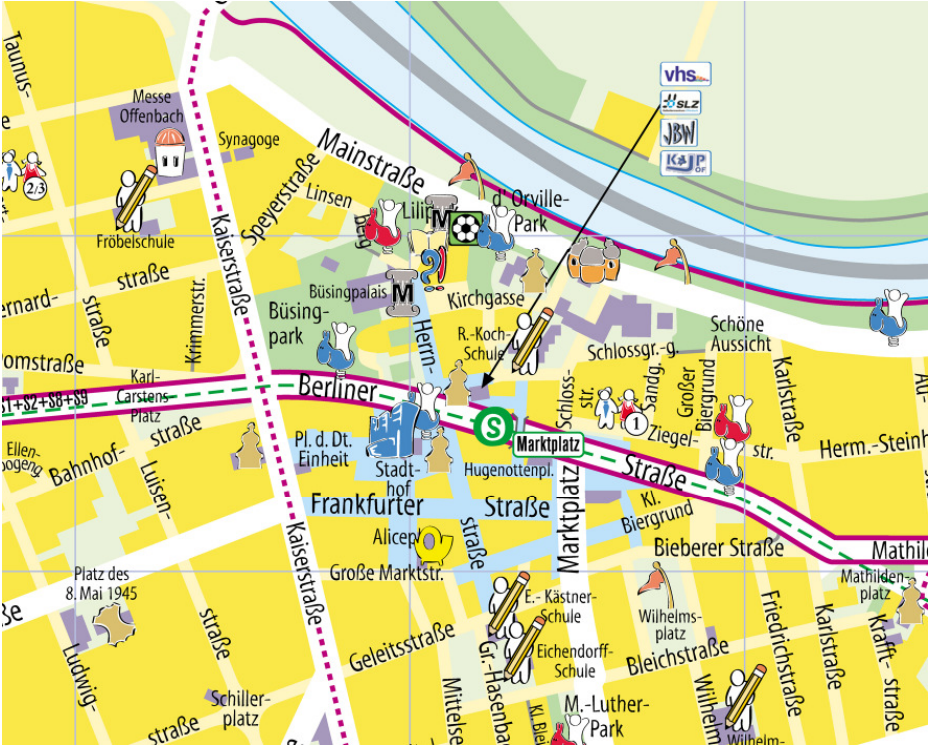 Taunus-
Messe
Offenbach
Synagoge
2/3
Fröbelschule
Mainstraße
Speyerstraße
Linsen
berg
d'Orville-
Park
vhs
SLZ
JBW
K JP
OF
Kaiserstraße
straße
ernard-
straße
Krimmerstr.
Büsingpalais
M
M
Büsing-
park
Herrn-
Kirchgasse
R.-Koch-
Schule
Schlossgr.-g.
Schöne
Aussicht
omstraße
S1+S2+S8+S9
Karl-
Carstens-
Platz
Berliner
Schloss-
str.
Sandg.
Großer
Biergrund
Karlstraße
1
Ziegel-
str.
Herm.-Steinh
Ellen-
bogeng
Bahnhof-
straße
Luisen-
Pl. d. Dt.
Einheit
Stadt-
hof
S
Marktplatz
Hugenottenpl.
Straße
Frankfurter
Straße
Marktplatz
Kl.
Biergrund
straße
Bieberer Straße
Mathil
Große Marktstr.
Platz des
8. Mai 1945
Kaiserstraße
Mathilden-
platz
E.- Kästner-
Schule
Wilhelms-
platz
Friedrichstraße
Karlstraße
Krafft-
straße
Ludwig-
straße
Geleitsstraße
Eichendorff-
Schule
Bleichstraße
Schiller-
platz
straße
Gr.-Hasenba
M.-Luther-
Park
Wilhelm
Wilhelm-